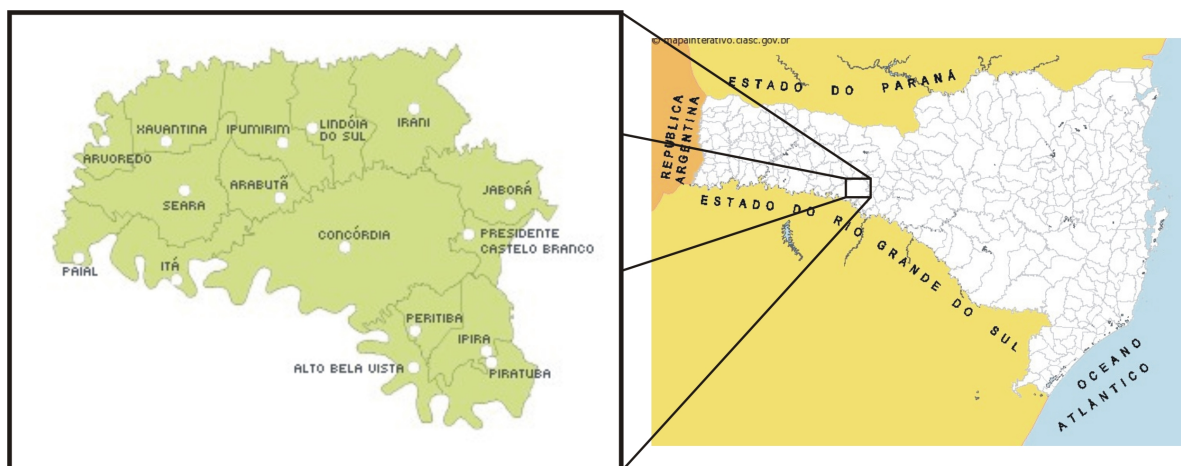 XAVANTINA
IPUMIRIM
LINDÓIA
DO SUL
IRANI
ARVOREDO
SEARA
ARABUTÃ
JABORÁ
CONCÓRDIA
PRESIDENTE
CASTELO BRANCO
PAIAL
ITÁ
PERITIBA
IPIRA
ALTO BELA VISTA
PIRATUBA
© mapainterativo.ciasc.gov.br
ESTADO DO PARANÁ
REPÚBLICA
ARGENTINA
ESTADO DO RIO GRANDE DO SUL
OCEANO
ATLÂNTICO